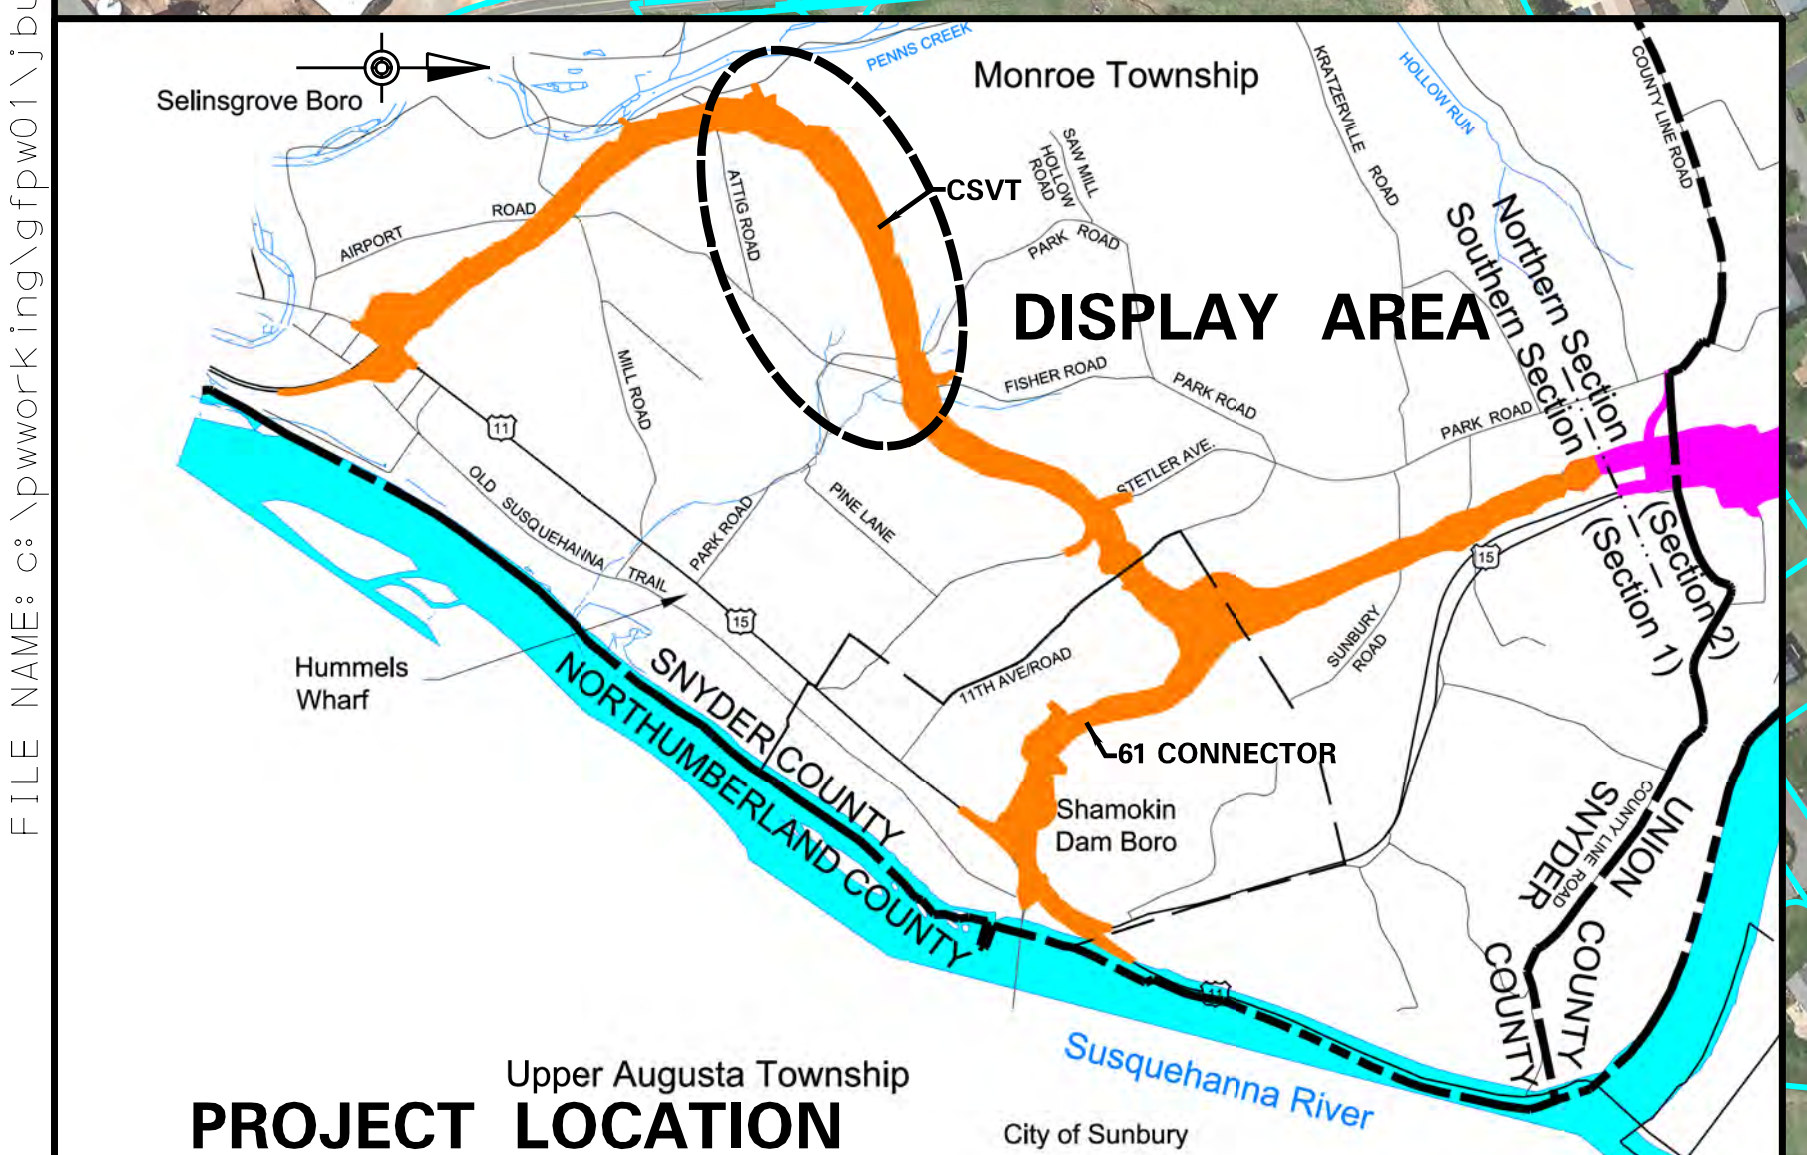 FILE NAME: c:\pwworking\gfpw01\jbu
Selinsgrove Boro
PENNS CREEK
Monroe Township
KRATZERVILLE ROAD
HOLLOW RUN
COUNTY LINE ROAD
AIRPORT ROAD
ATTIG ROAD
CSVT
SAW MILL
HOLLOW
ROAD
PARK ROAD
Northern Section
Southern Section
DISPLAY AREA
MILL ROAD
FISHER ROAD
PARK ROAD
PARK ROAD
11
OLD SUSQUEHANNA TRAIL
PARK ROAD
PINE LANE
STETLER AVE.
15
(Section 2)
(Section 1)
15
Hummels
Wharf
SNYDER COUNTY
NORTHUMBERLAND COUNTY
11TH AVE/ROAD
SUNBURY
ROAD
61 CONNECTOR
Shamokin
Dam Boro
UNION COUNTY
COUNTY LINE ROAD
SNYDER COUNTY
11
Susquehanna River
Upper Augusta Township
PROJECT LOCATION
City of Sunbury